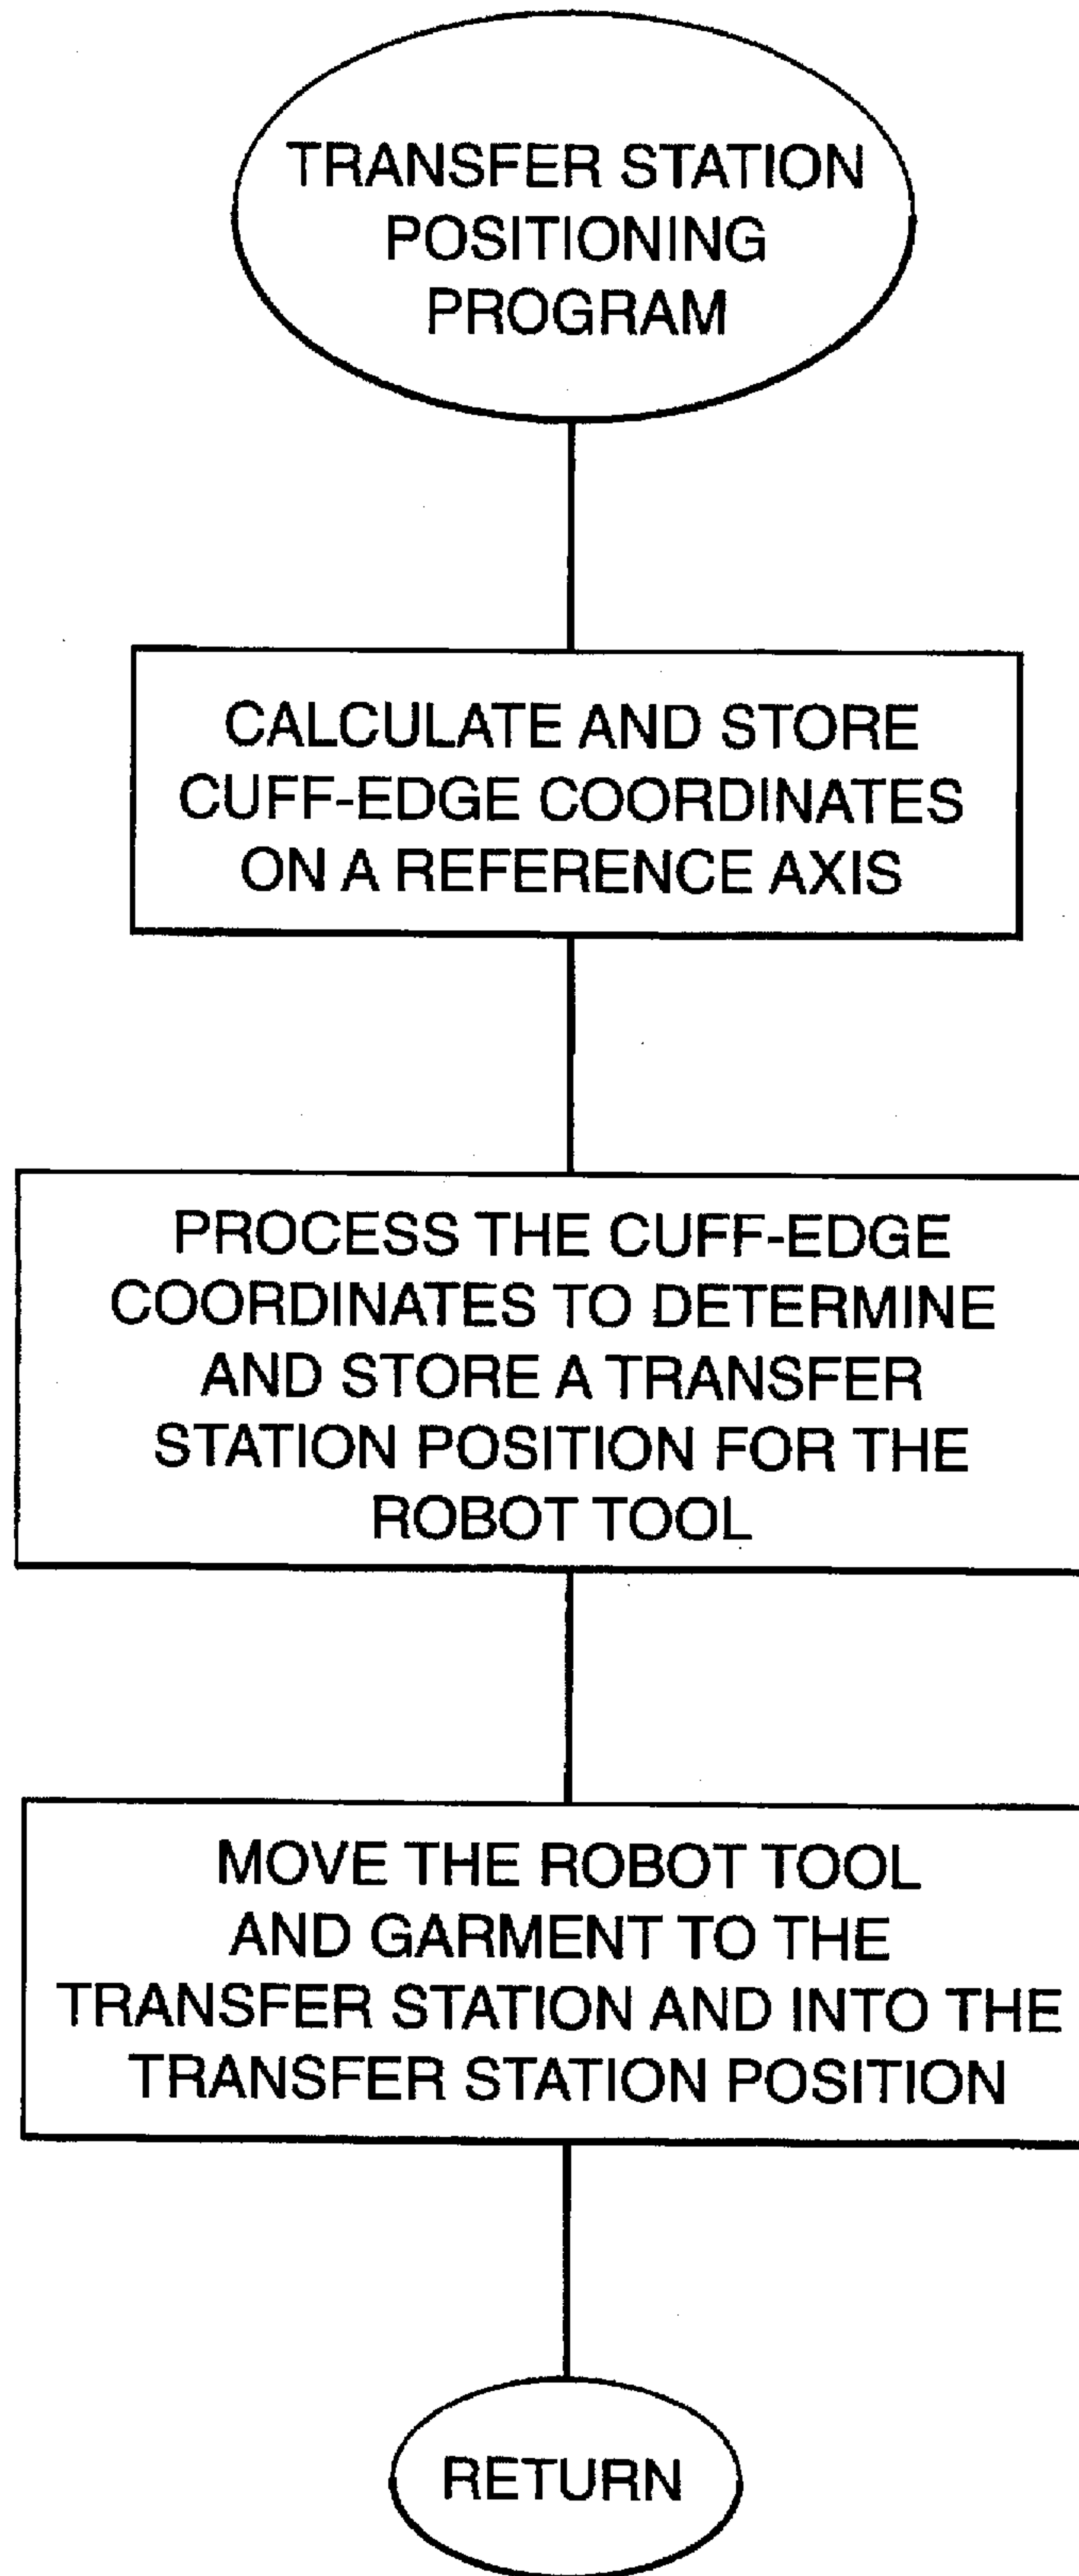 TRANSFER STATION
POSITIONING
PROGRAM
CALCULATE AND STORE
CUFF-EDGE COORDINATES
ON A REFERENCE AXIS
PROCESS THE CUFF-EDGE
COORDINATES TO DETERMINE
AND STORE A TRANSFER
STATION POSITION FOR THE
ROBOT TOOL
MOVE THE ROBOT TOOL
AND GARMENT TO THE
TRANSFER STATION AND INTO THE
TRANSFER STATION POSITION
RETURN